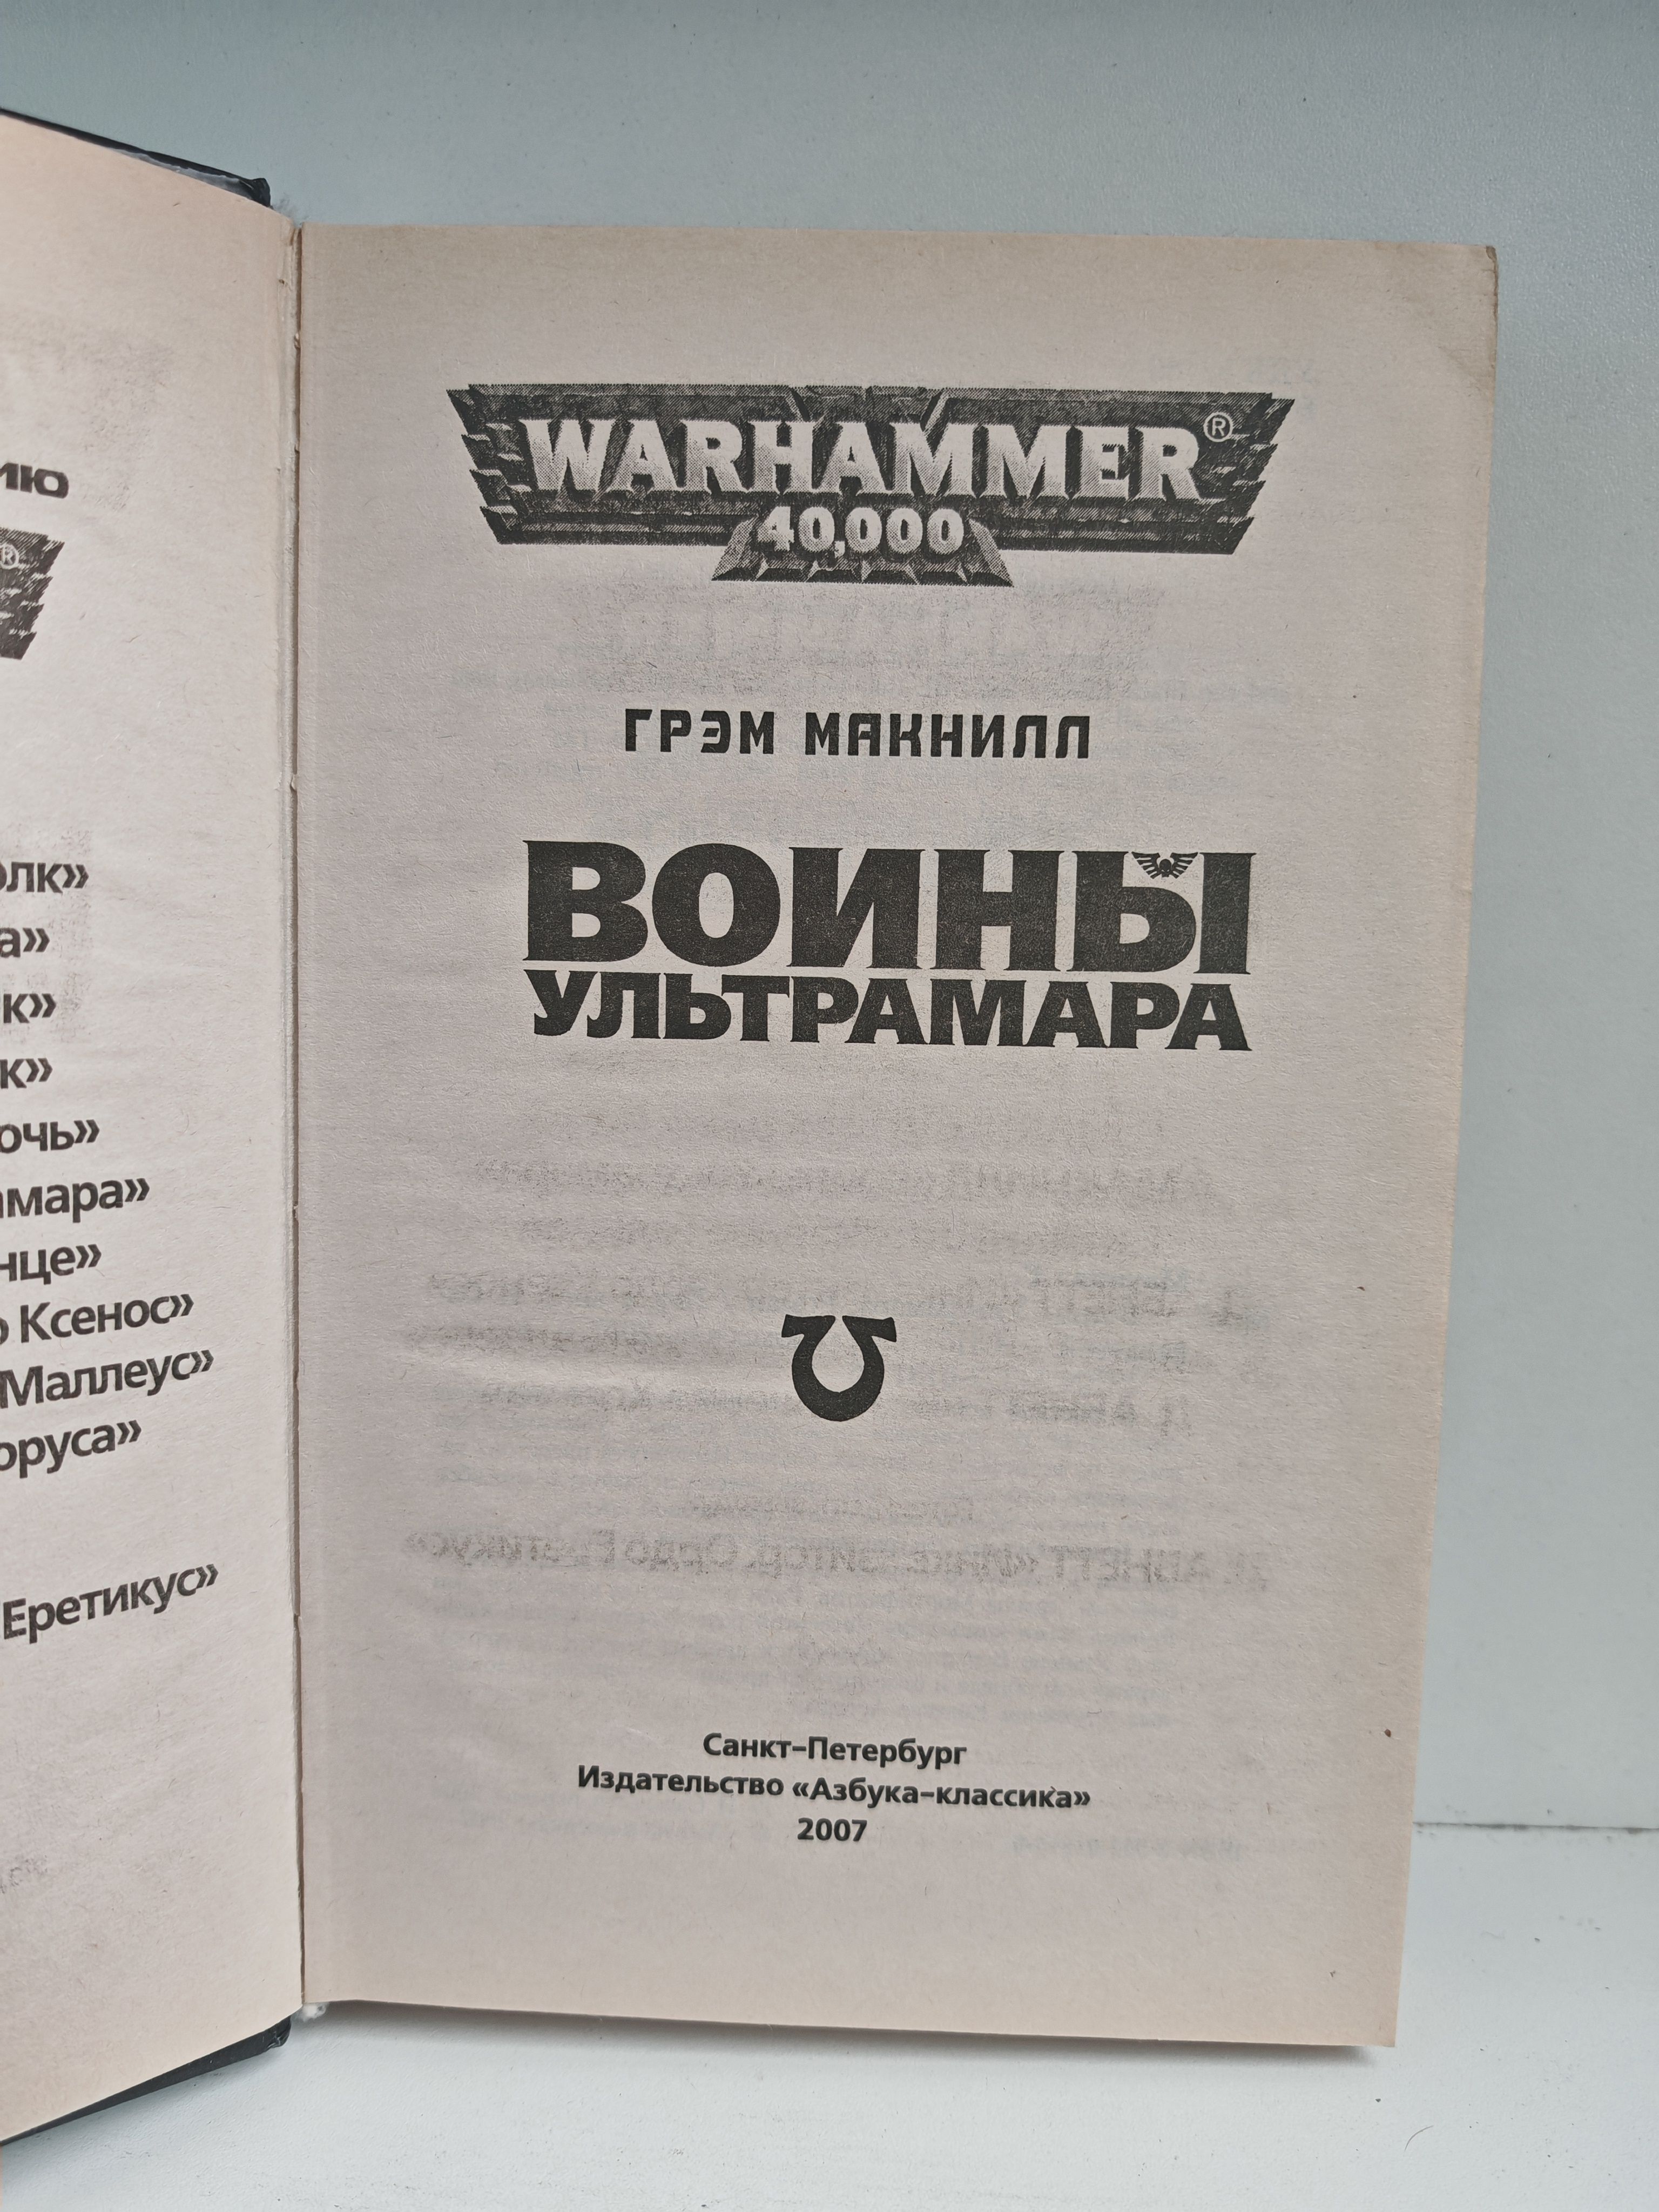 олк»
очь»
амара»
нце»
Ксенос»
Маллеус»
оруса»
Еретикус»
WARHAMMER®
40,000
ГРЭМ МАКНИЛЛ
ВОИНЫ
УЛЬТРАМАРА
Санкт-Петербург
Издательство «Азбука-классика»
2007